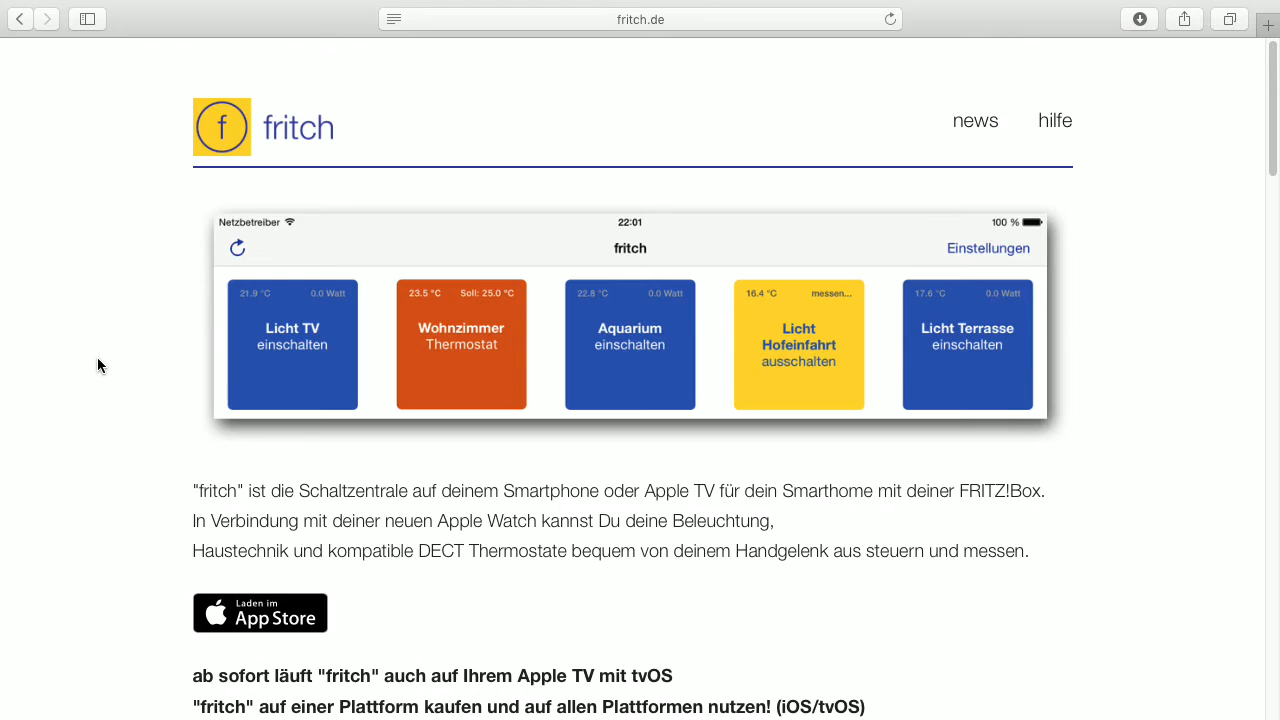 fritch.de
f fritch
news hilfe
Netzbetreiber 22:01 100 %
fritch Einstellungen
21.9 °C 0.0 Watt
Licht TV
einschalten
23.5 °C Soll: 25.0 °C
Wohnzimmer
Thermostat
22.8 °C 0.0 Watt
Aquarium
einschalten
16.4 °C messen...
Licht
Hofeinfahrt
ausschalten
17.6 °C 0.0 Watt
Licht Terrasse
einschalten
"fritch" ist die Schaltzentrale auf deinem Smartphone oder Apple TV für dein Smarthome mit deiner FRITZ!Box.
In Verbindung mit deiner neuen Apple Watch kannst Du deine Beleuchtung,
Haustechnik und kompatible DECT Thermostate bequem von deinem Handgelenk aus steuern und messen.
Laden im
App Store
ab sofort läuft "fritch" auch auf Ihrem Apple TV mit tvOS
"fritch" auf einer Plattform kaufen und auf allen Plattformen nutzen! (iOS/tvOS)